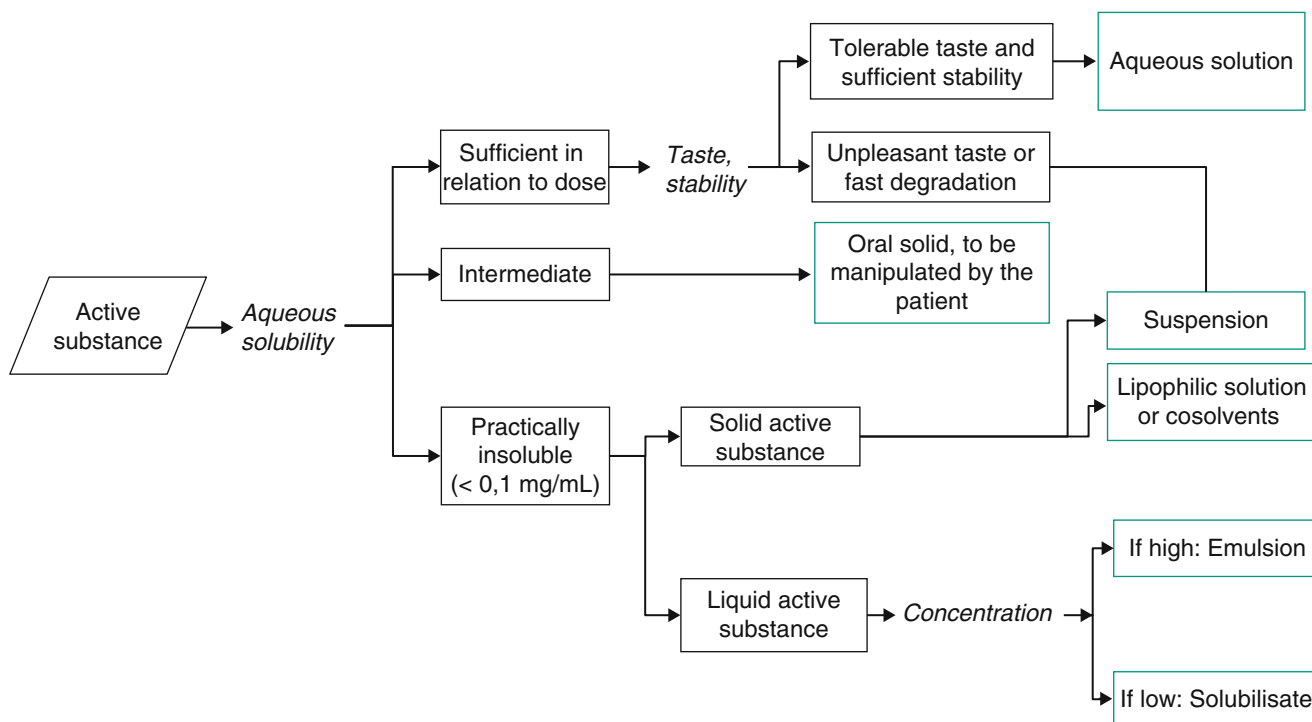 Tolerable taste and
sufficient stability
Aqueous solution
Sufficient in
relation to dose
Taste,
stability
Unpleasant taste or
fast degradation
Oral solid, to be
manipulated by the
patient
Intermediate
Active
substance
Aqueous
solubility
Suspension
Lipophilic solution
or cosolvents
Practically
insoluble
(< 0,1 mg/mL)
Solid active
substance
If high: Emulsion
Liquid active
substance
Concentration
If low: Solubilisate